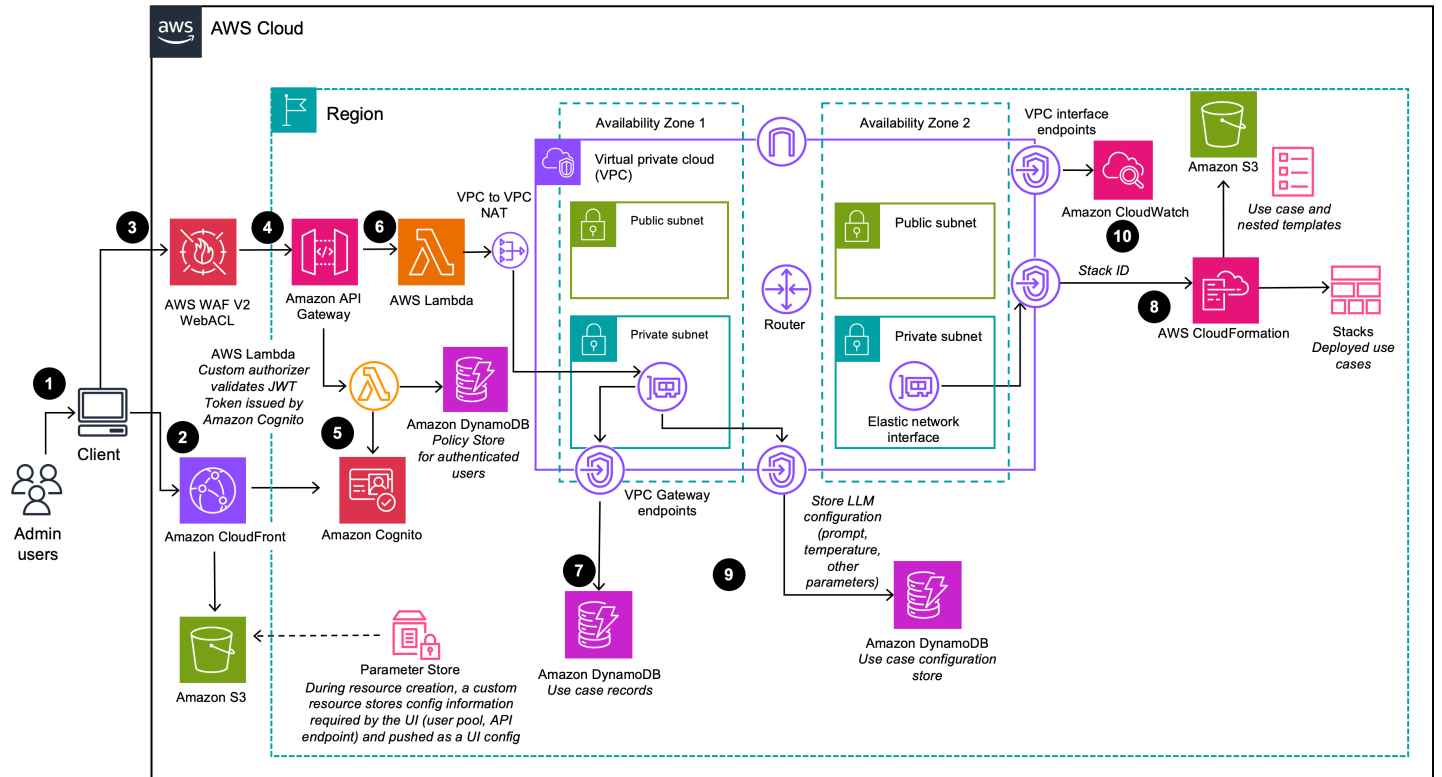 aws
AWS Cloud
Region
Availability Zone 1
Availability Zone 2
VPC interface
endpoints
Virtual private cloud
(VPC)
Amazon S3
VPC to VPC
NAT
Amazon CloudWatch
10
Use case and
nested templates
Public subnet
Public subnet
3
4
6
AWS WAF V2
WebACL
Amazon API
Gateway
AWS Lambda
Router
Stack ID
8
AWS CloudFormation
Stacks
Deployed use
cases
Private subnet
Private subnet
AWS Lambda
Custom authorizer
validates JWT
Token issued by
Amazon Cognito
1
Client
2
5
Amazon DynamoDB
Policy Store
for authenticated
users
Elastic network
interface
Admin
users
Amazon CloudFront
Amazon Cognito
VPC Gateway
endpoints
Store LLM
configuration
(prompt,
temperature,
other
parameters)
7
9
Amazon DynamoDB
Use case records
Amazon DynamoDB
Use case configuration
store
Amazon S3
Parameter Store
During resource creation, a custom
resource stores config information
required by the UI (user pool, API
endpoint) and pushed as a UI config